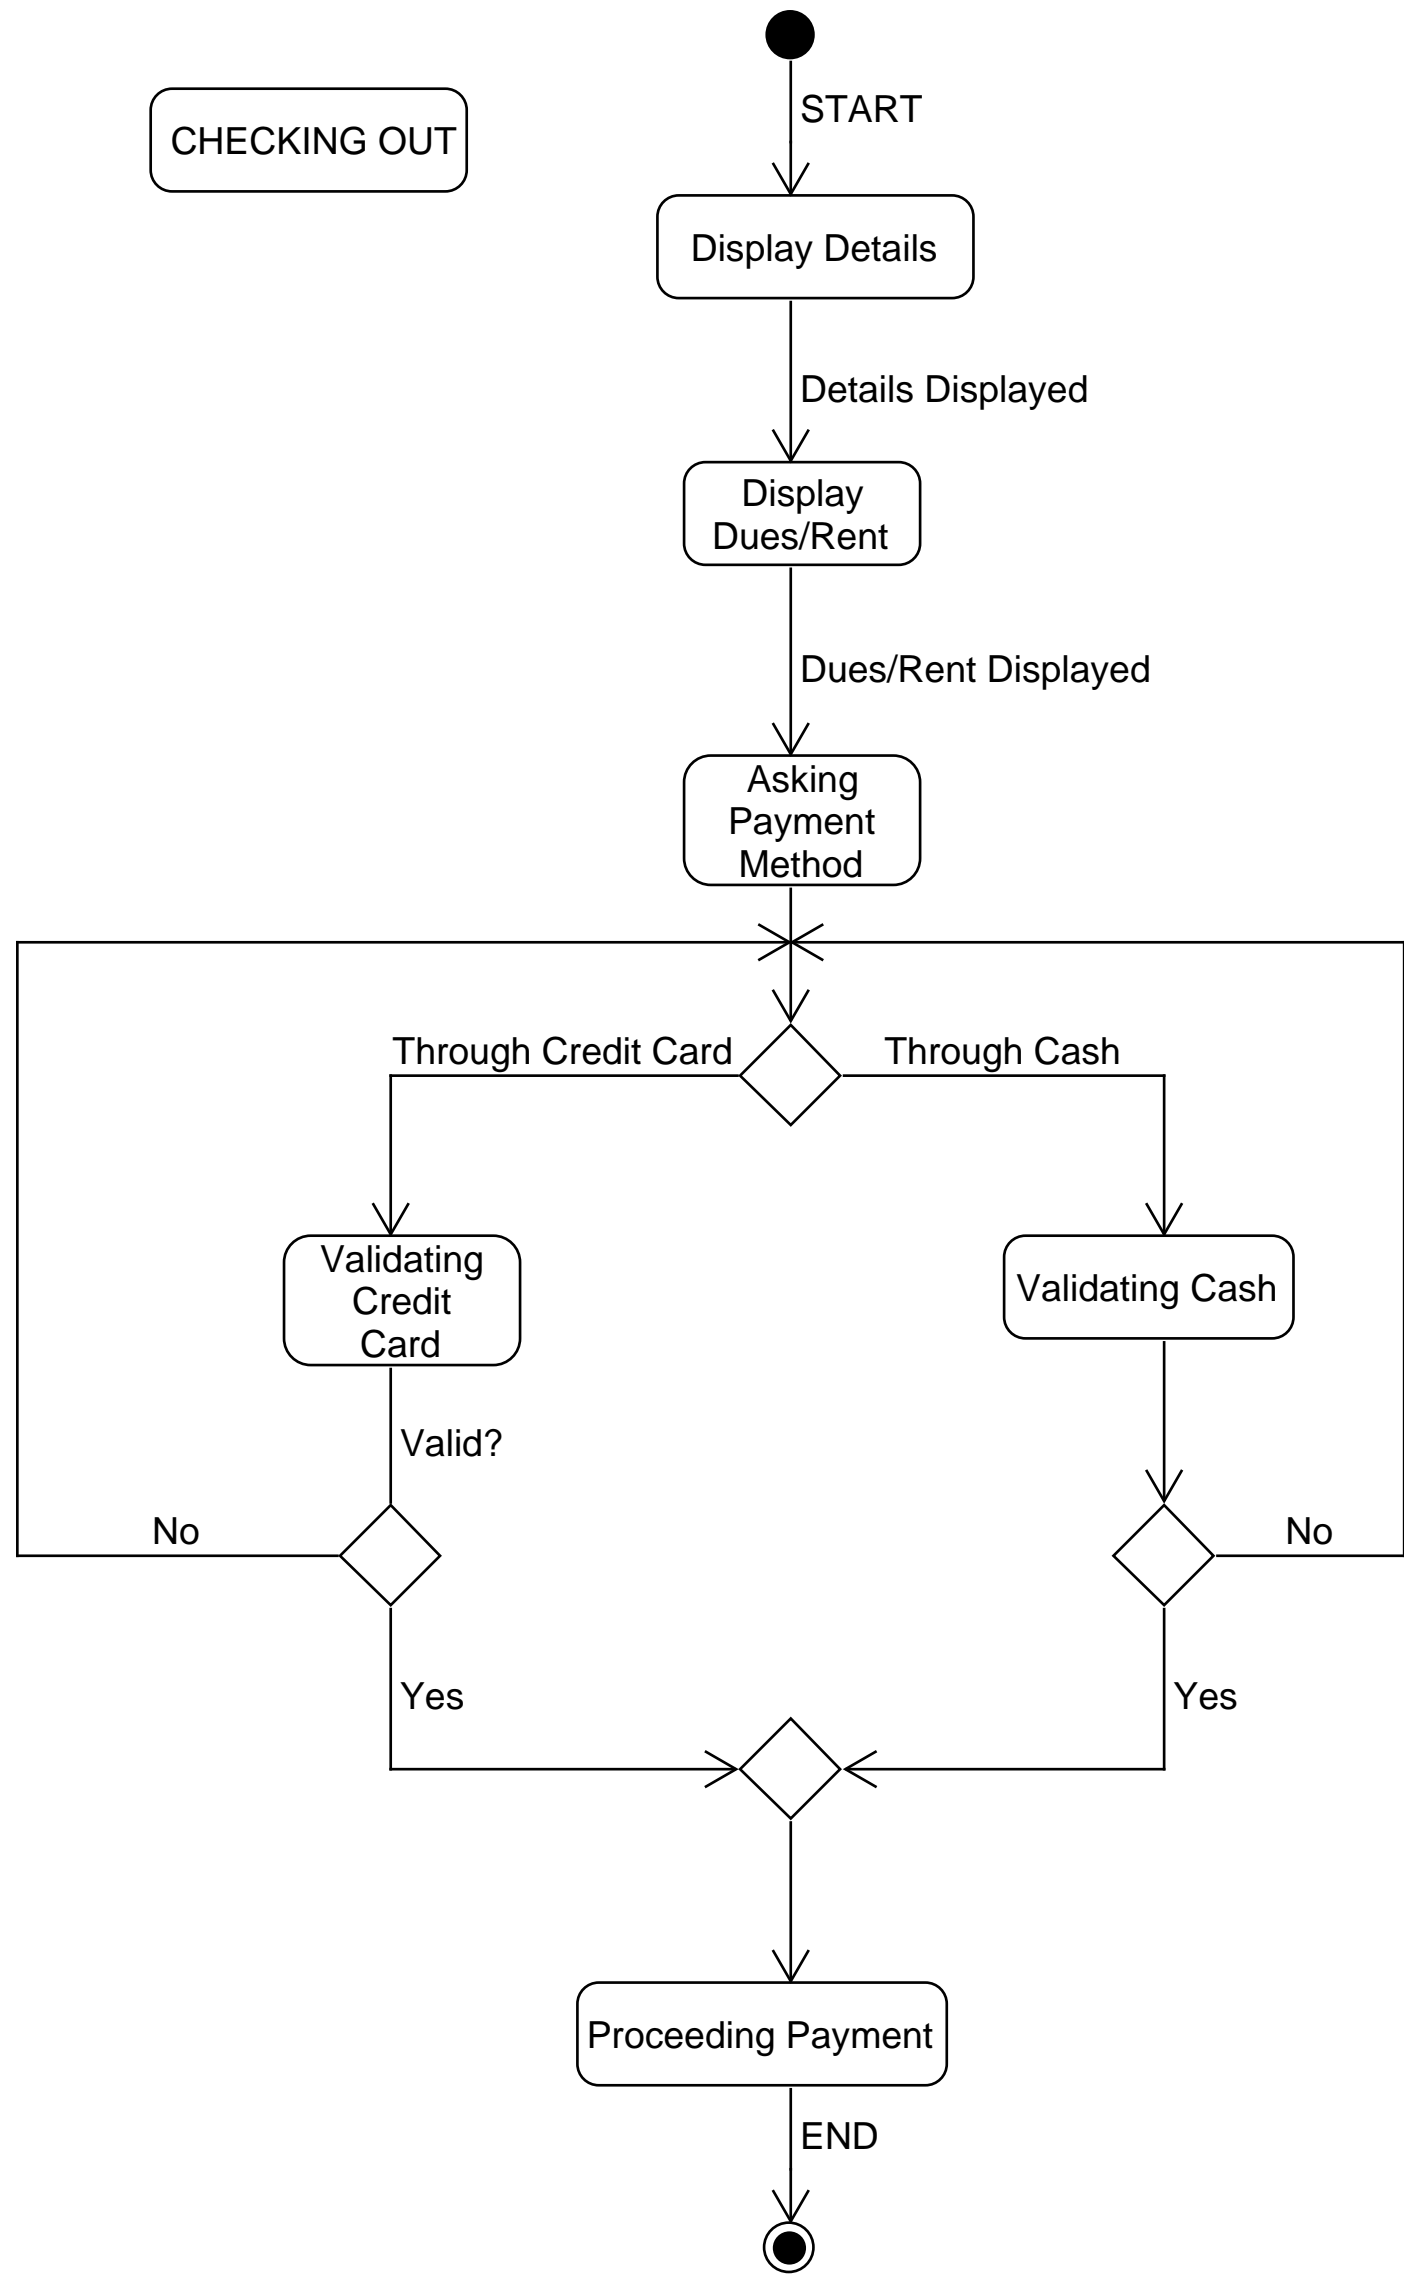 START
CHECKING OUT
Display Details
Details Displayed
Display
Dues/Rent
Dues/Rent Displayed
Asking
Payment
Method
Through Credit Card
Through Cash
Validating
Credit
Card
Validating Cash
Valid?
No
No
Yes
Yes
Proceeding Payment
END